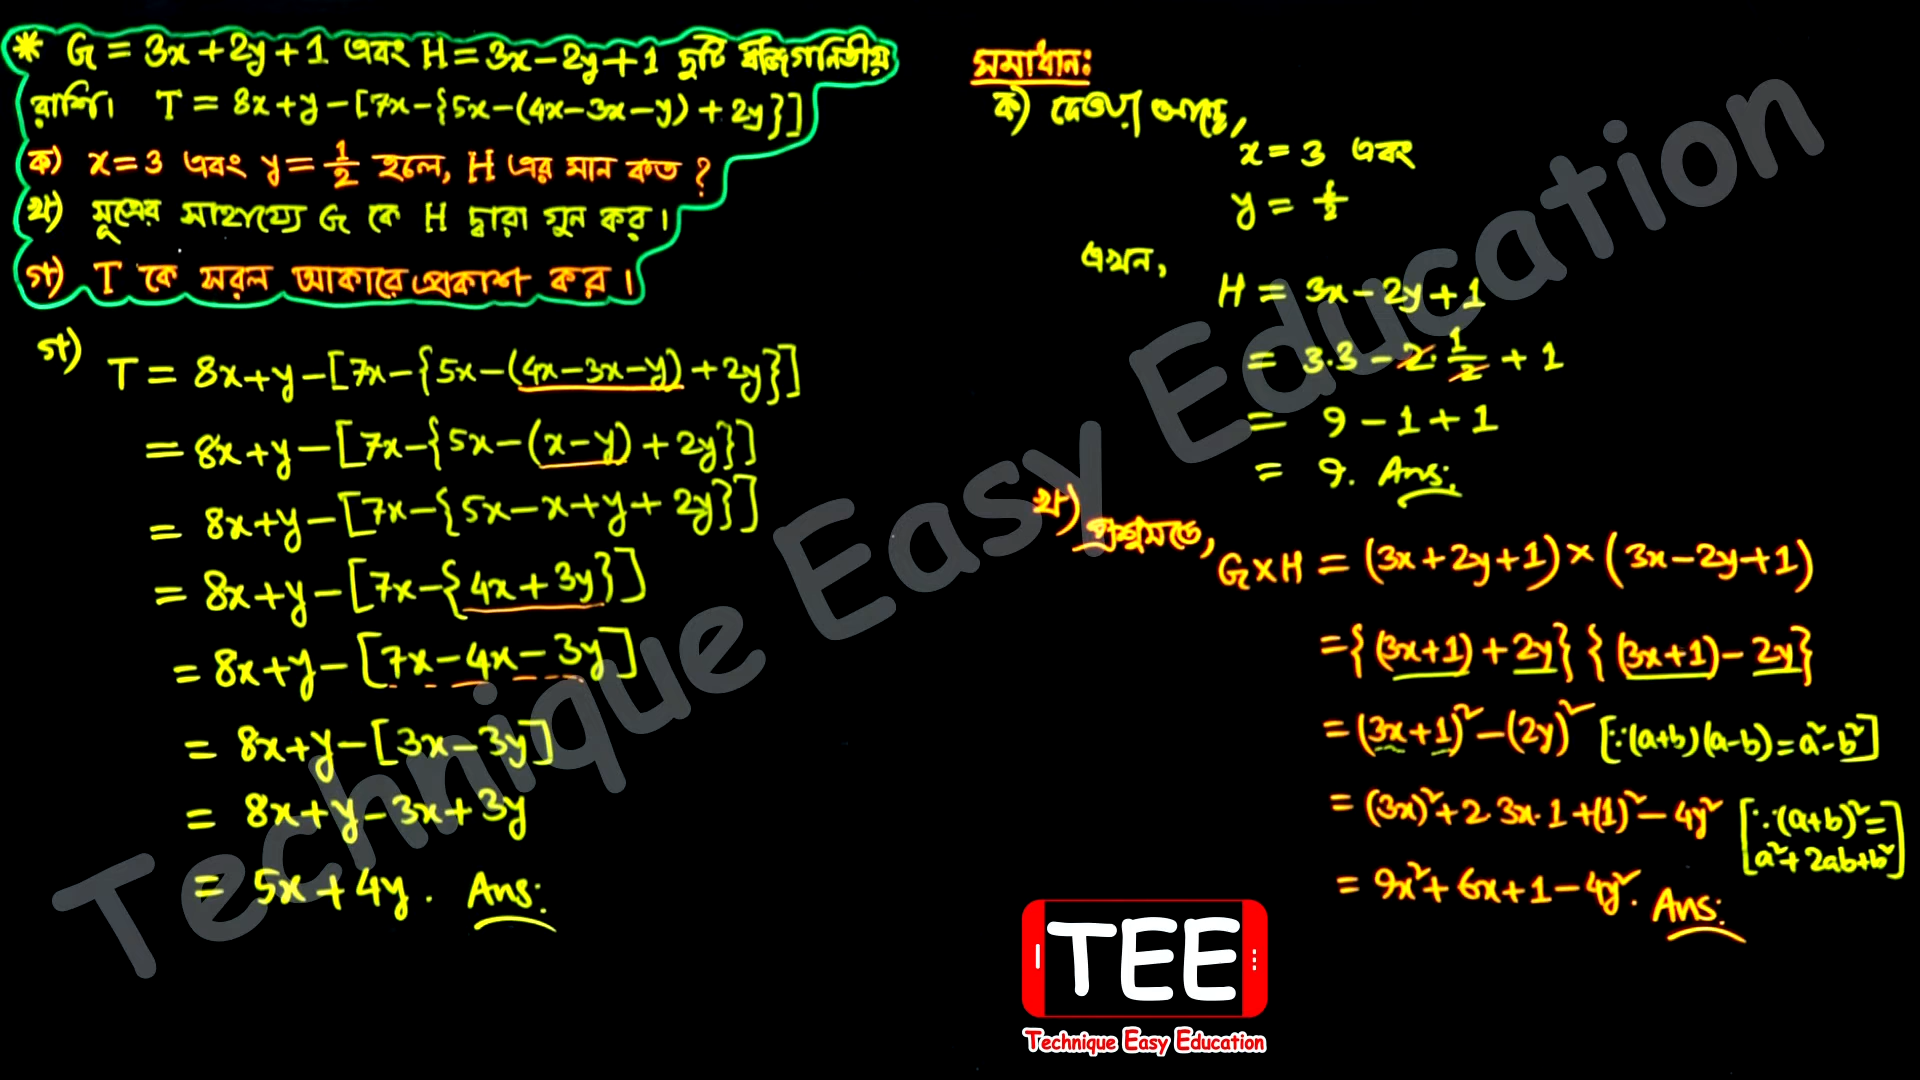 * G = 3x+2y+1 এবং H = 3x-2y+1 দুটি বীজগানিতীয়
রাশি। T = 8x+y-[7x-{5x-(4x-3x-y)+2y}]
ক) x=3 এবং y=1/2 হলে, H এর মান কত ?
খ) সূত্রের সাহায্যে G কে H দ্বারা গুন কর।
গ) T কে সরল আকারে প্রকাশ কর।
গ) T = 8x+y-[7x-{5x-(4x-3x-y)+2y}]
= 8x+y-[7x-{5x-(x-y)+2y}]
= 8x+y-[7x-{5x-x+y+2y}]
= 8x+y-[7x-{4x+3y}]
= 8x+y-[7x-4x-3y]
= 8x+y-[3x-3y]
= 8x+y-3x+3y
= 5x+4y. Ans:
সমাধান:
ক) দেওয়া আছে,
x = 3 এবং
y = 1/2
এখন,
H = 3x-2y+1
= 3.3-2.1/2+1
= 9-1+1
= 9. Ans:
খ) প্রশ্নমতে,
G×H = (3x+2y+1)×(3x-2y+1)
={(3x+1)+2y}{(3x+1)-2y}
=(3x+1)²-(2y)² [∵(a+b)(a-b)=a²-b²]
= (3x)²+2.3x.1+(1)²-4y² [∵(a+b)²=
a²+2ab+b²]
= 9x²+6x+1-4y². Ans:
Technique Easy Education
TEE
Technique Easy Education